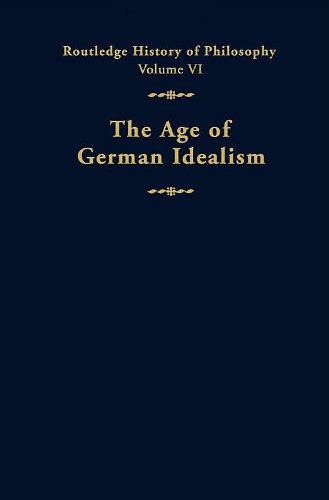 Routledge History of Philosophy
Volume VI
The Age of
German Idealism